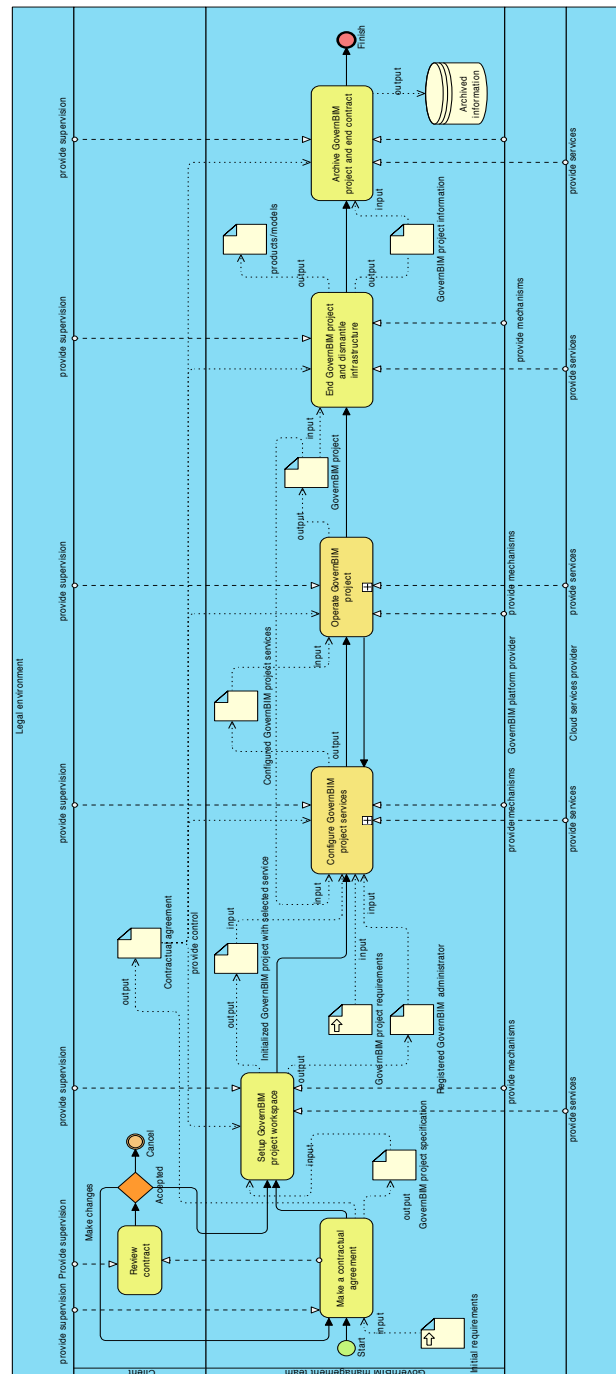 Legal environment
Client
GovernBIM management team
GovernBIM platform provider
Cloud services provider
provide supervision
Provide supervision
provide supervision
provide supervision
provide supervision
provide supervision
provide supervision
Make changes
Review
contract
Accepted
Cancel
Contractual agreement
output
provide control
Start
Initial requirements
input
Make a contractual
agreement
output
GovernBIM project specification
input
Setup GovernBIM
project workspace
output
Initialized GovernBIM project with selected service
input
output
Registered GovernBIM administrator
input
GovernBIM project requirements
input
input
Configure GovernBIM
project services
output
Configured GovernBIM project services
input
Operate GovernBIM
project
output
GovernBIM project
input
End GovernBIM project
and dismantle
infrastructure
output
products/models
output
GovernBIM project information
input
Archive GovernBIM
project and end contract
output
Archived
information
Finish
provide mechanisms
provide mechanisms
provide mechanisms
provide mechanisms
provide services
provide services
provide services
provide services
provide services